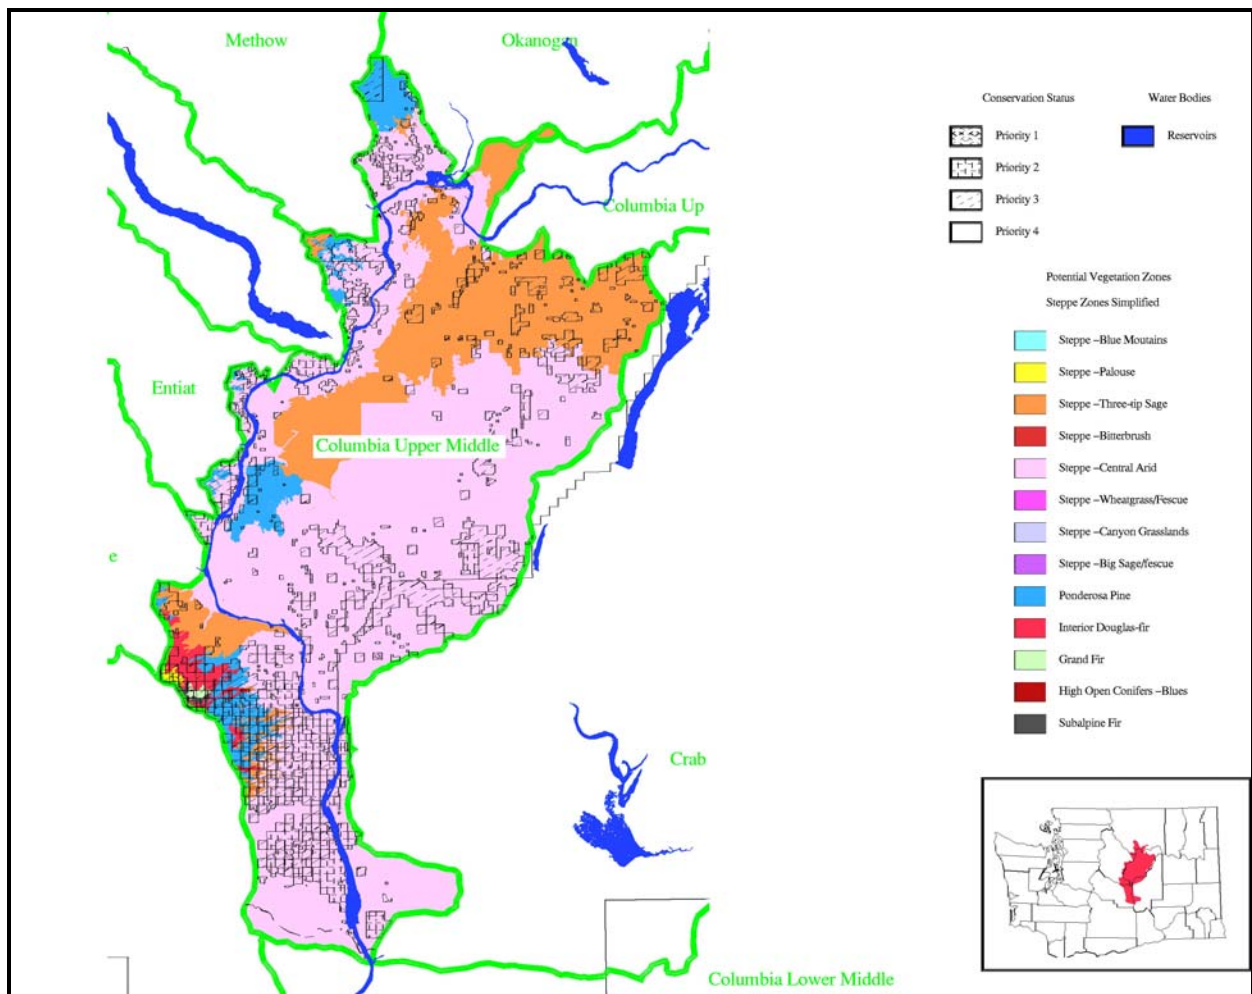 Methow
Okanogan
Columbia Up
Entiat
Columbia Upper Middle
e
Crab
Columbia Lower Middle
Conservation Status
Priority 1
Priority 2
Priority 3
Priority 4
Water Bodies
Reservoirs
Potential Vegetation Zones
Steppe Zones Simplified
Steppe –Blue Moutains
Steppe –Palouse
Steppe –Three-tip Sage
Steppe –Bitterbrush
Steppe –Central Arid
Steppe –Wheatgrass/Fescue
Steppe –Canyon Grasslands
Steppe –Big Sage/fescue
Ponderosa Pine
Interior Douglas-fir
Grand Fir
High Open Conifers –Blues
Subalpine Fir